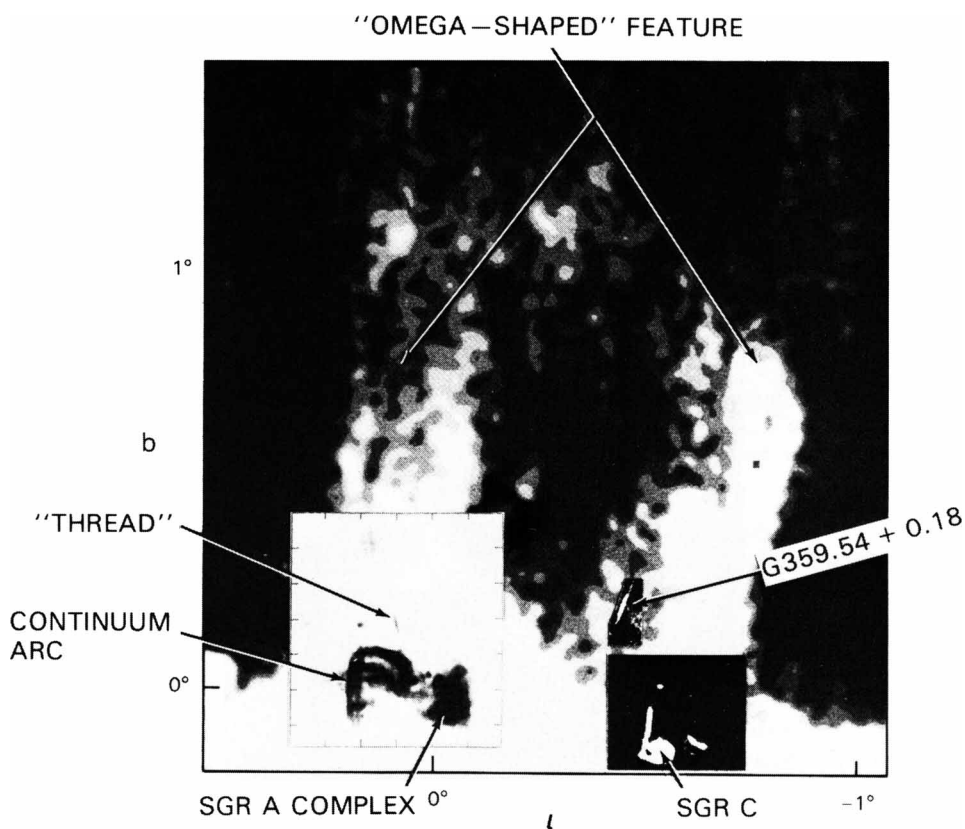 "OMEGA—SHAPED" FEATURE
1°
b
"THREAD"
G359.54 + 0.18
CONTINUUM
ARC
0°
SGR A COMPLEX
0°
SGR C
-1°
l